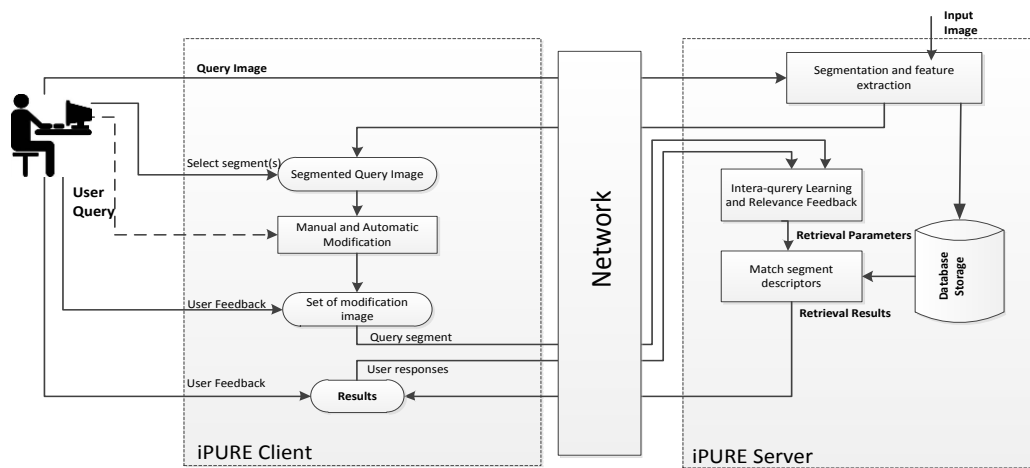 Input
Image
Query Image
Segmentation and feature
extraction
Select segment(s)
Segmented Query Image
User
Query
Intera-qurery Learning
and Relevance Feedback
Manual and Automatic
Modification
Network
Retrieval Parameters
Match segment
descriptors
Database
Storage
User Feedback
Set of modification
image
Retrieval Results
Query segment
User responses
User Feedback
Results
iPURE Client
iPURE Server